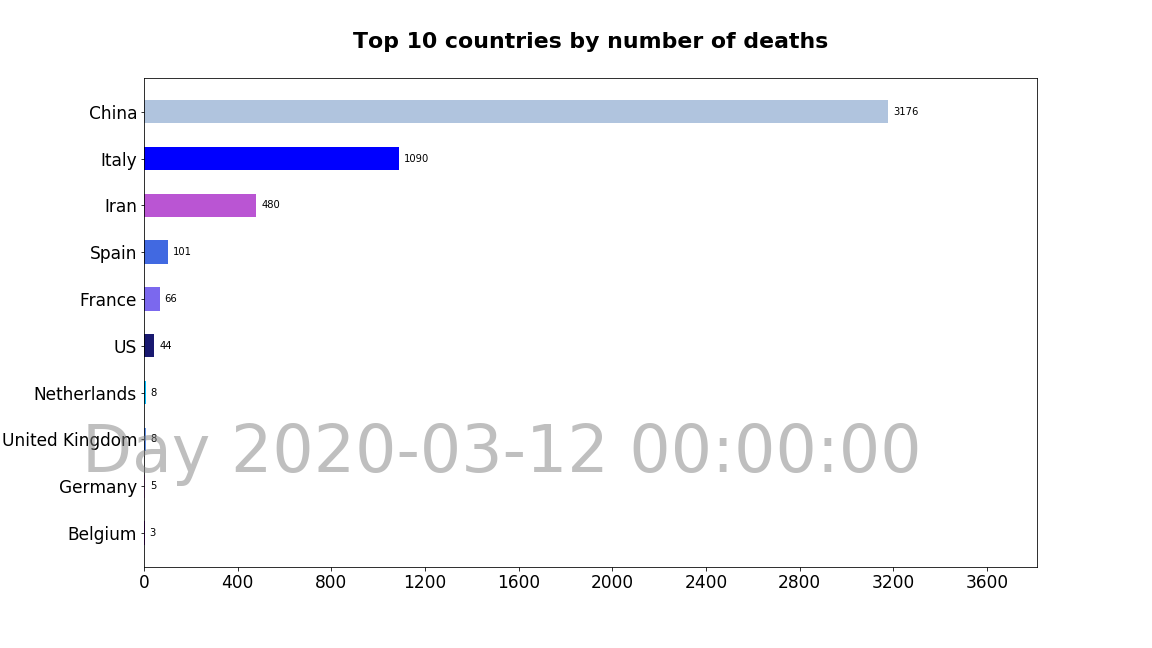 Top 10 countries by number of deaths
China 3176
Italy 1090
Iran 480
Spain 101
France 66
US 44
Netherlands 8
United Kingdom 8
Day 2020-03-12 00:00:00
Germany 5
Belgium 3
0 400 800 1200 1600 2000 2400 2800 3200 3600